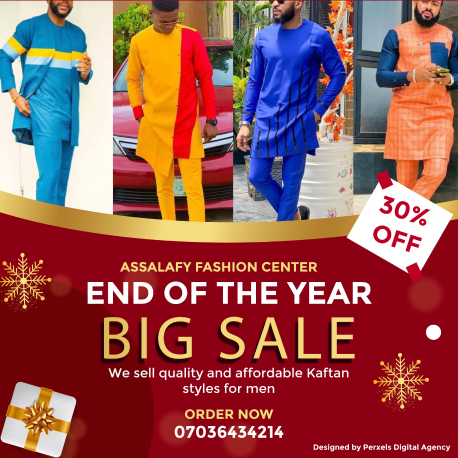 30%
OFF
ASSALAFY FASHION CENTER
END OF THE YEAR
BIG SALE
We sell quality and affordable Kaftan
styles for men
ORDER NOW
07036434214
Designed by Perxels Digital Agency